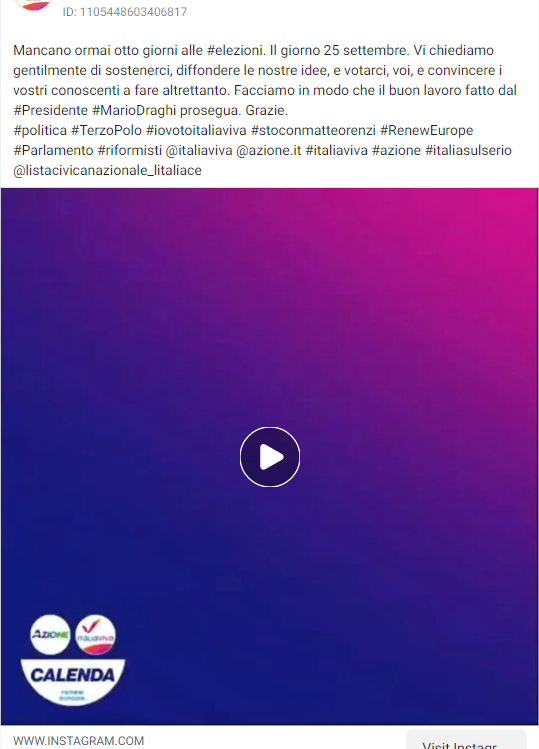 ID: 1105448603406817
Mancano ormai otto giorni alle #elezioni. Il giorno 25 settembre. Vi chiediamo
gentilmente di sostenerci, diffondere le nostre idee, e votarci, voi, e convincere i
vostri conoscenti a fare altrettanto. Facciamo in modo che il buon lavoro fatto dal
#Presidente #MarioDraghi prosegua. Grazie.
#politica #TerzoPolo #iovotoitaliaviva #stoconmatteorenzi #RenewEurope
#Parlamento #riformisti @italiaviva @azione.it #italiaviva #azione #italiasulserio
@listacivicanazionale_litaliace
AZIONE
ITALIAVIVA
CALENDA
renew
europe.
WWW.INSTAGRAM.COM
Visit Instagr